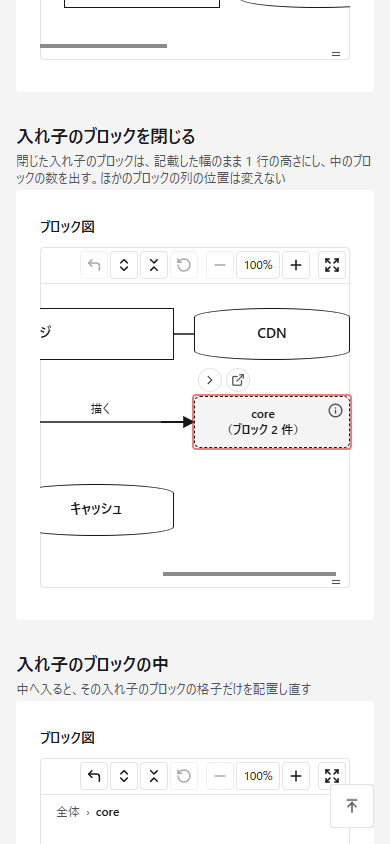 入れ子のブロックを閉じる
閉じた入れ子のブロックは、記載した幅のまま 1 行の高さにし、中のブロ
ックの数を出す。ほかのブロックの列の位置は変えない
ブロック図
100%
ジ
CDN
描く
core
（ブロック 2 件）
キャッシュ
入れ子のブロックの中
中へ入ると、その入れ子のブロックの格子だけを配置し直す
ブロック図
100%
全体 › core